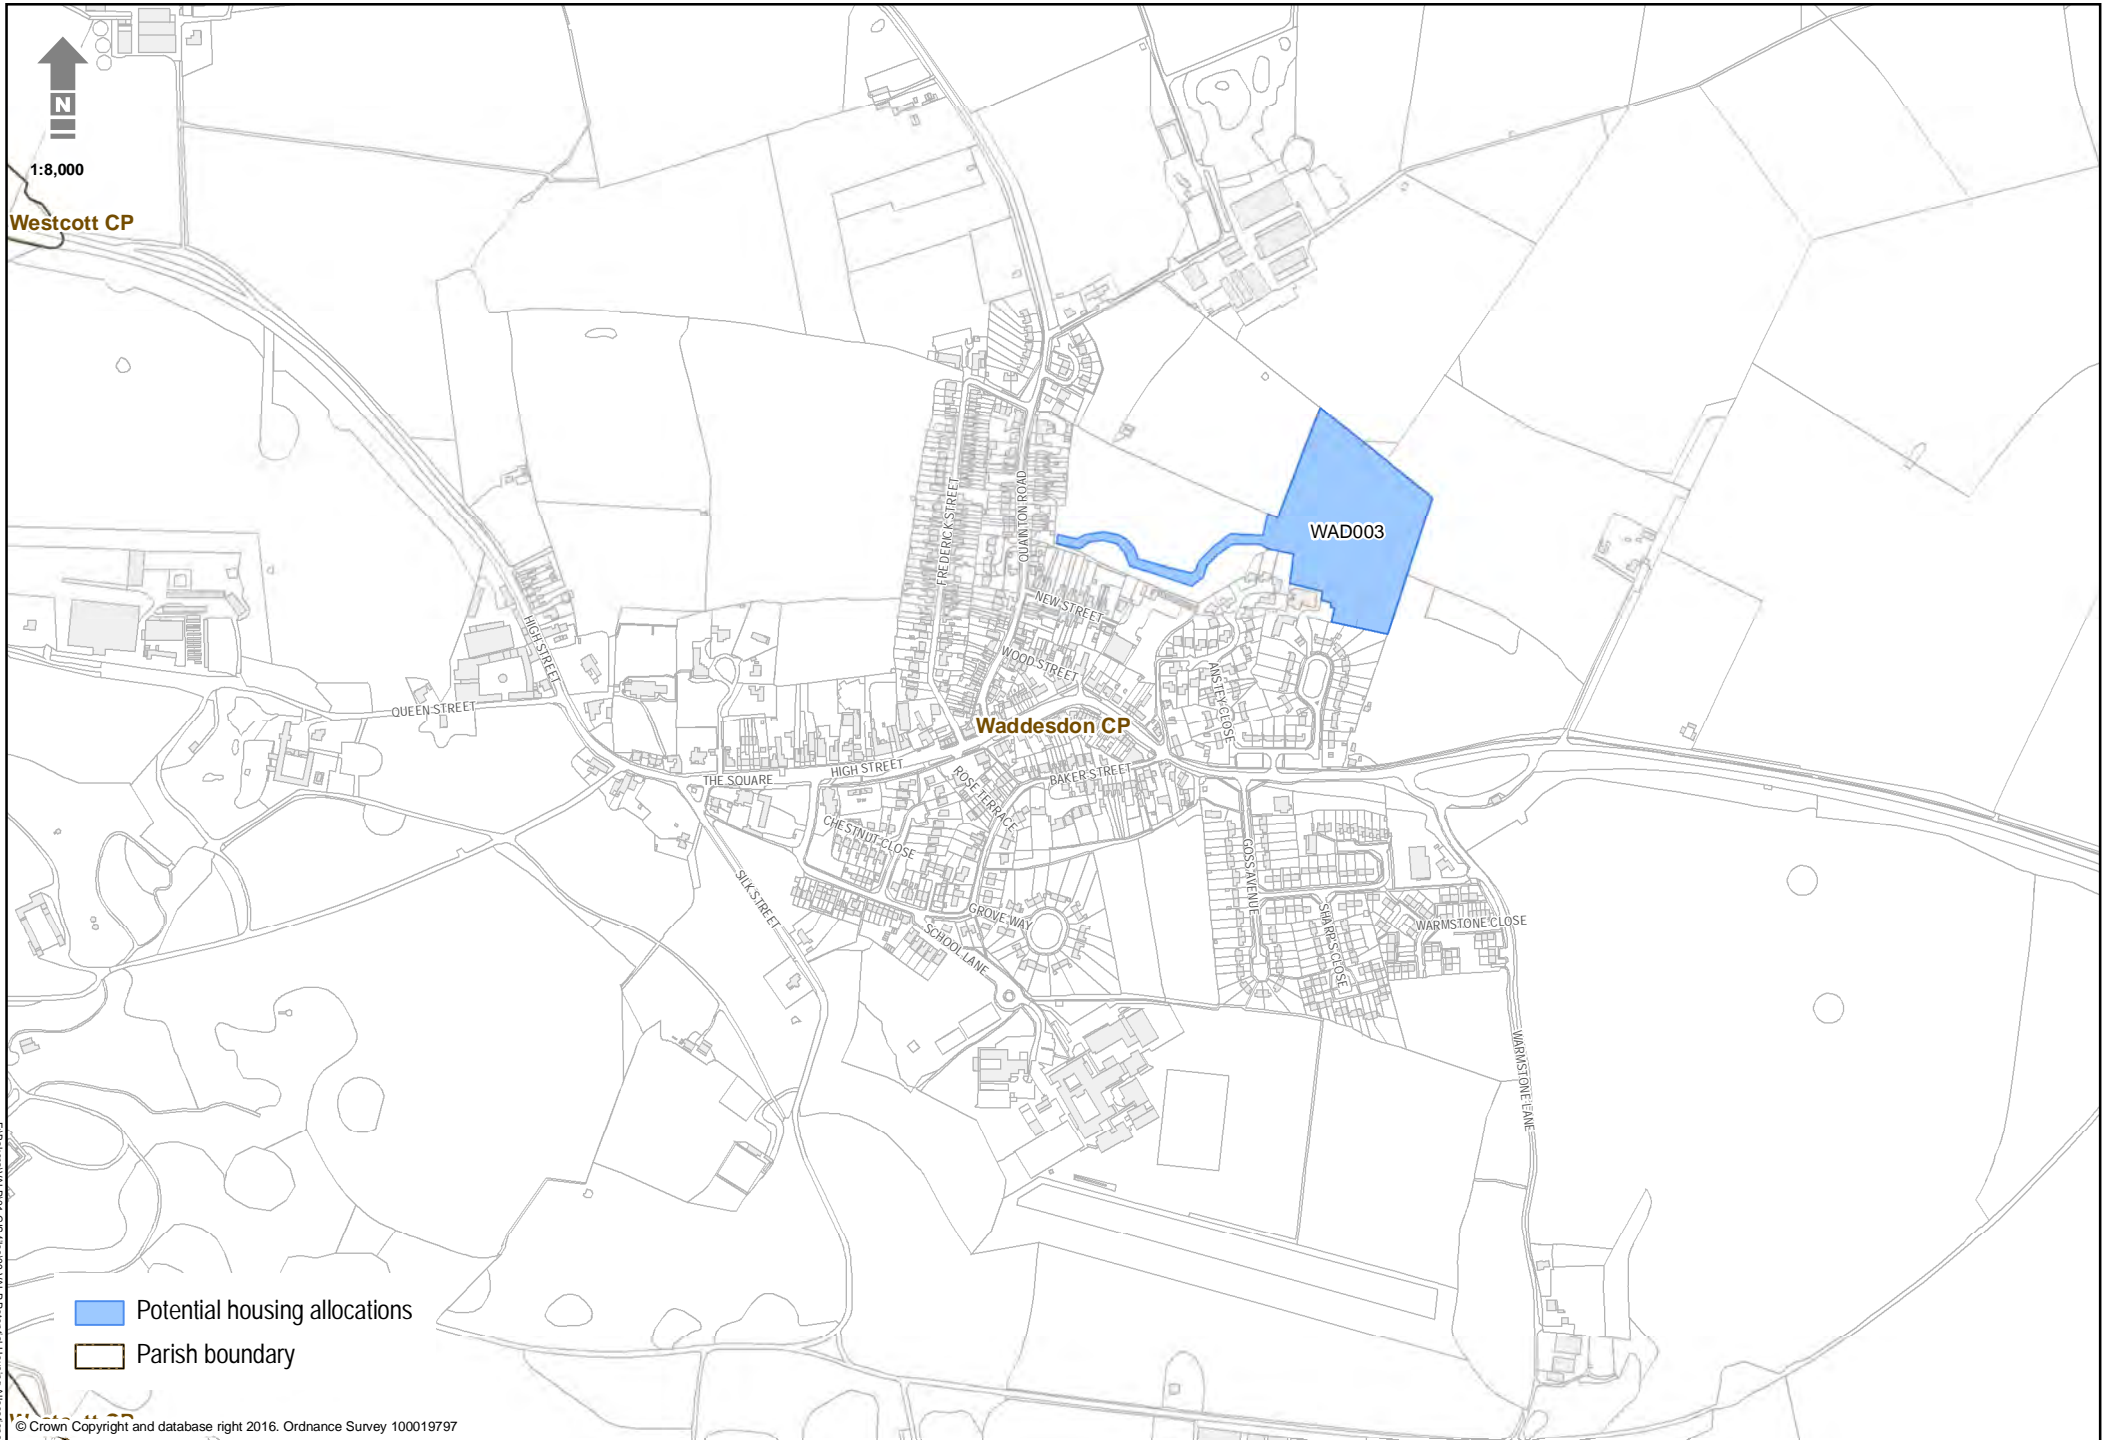 N
1:8,000
Westcott CP
WAD003
FREDERICK STREET
QUAINTON ROAD
NEW STREET
WOOD STREET
ANSTEY CLOSE
HIGH STREET
QUEEN STREET
Waddesdon CP
THE SQUARE
HIGH STREET
ROSE TERRACE
BAKER STREET
CHESTNUT CLOSE
SILK STREET
GROVE WAY
SCHOOL LANE
GOSS AVENUE
SHARPS CLOSE
WARMSTONE CLOSE
WARMSTONE LANE
Potential housing allocations
Parish boundary
© Crown Copyright and database right 2016. Ordnance Survey 100019797